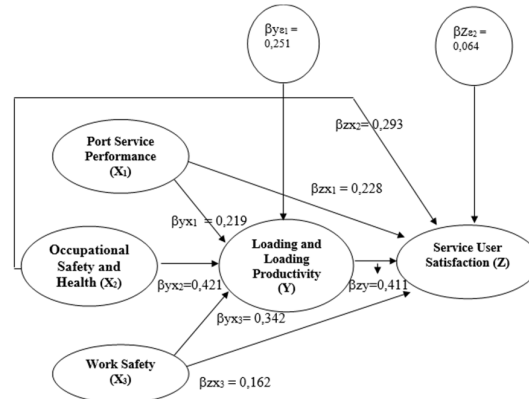 βyε₁ =
0,251
βZε₂ =
0,064
βzx₂= 0,293
Port Service
Performance
(X₁)
βzx₁ = 0,228
βyx₁ = 0,219
Occupational
Safety and
Health (X₂)
Loading and
Loading
Productivity
(Y)
Service User
Satisfaction (Z)
βyx₂=0,421
βzy=0,411
βyx₃= 0,342
Work Safety
(X₃)
βzx₃ = 0,162